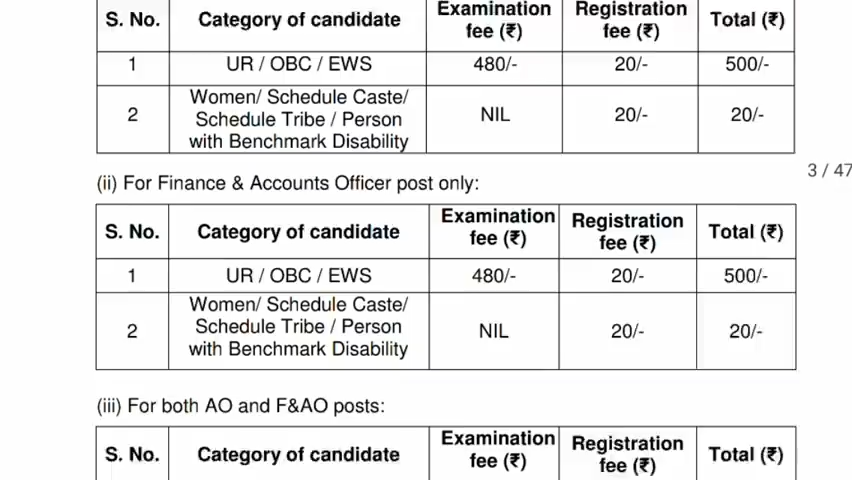 S. No. Category of candidate Examination fee (₹) Registration fee (₹) Total (₹)
1 UR / OBC / EWS 480/- 20/- 500/-
2 Women/ Schedule Caste/ Schedule Tribe / Person with Benchmark Disability NIL 20/- 20/-
3 / 47
(ii) For Finance & Accounts Officer post only:
S. No. Category of candidate Examination fee (₹) Registration fee (₹) Total (₹)
1 UR / OBC / EWS 480/- 20/- 500/-
2 Women/ Schedule Caste/ Schedule Tribe / Person with Benchmark Disability NIL 20/- 20/-
(iii) For both AO and F&AO posts:
S. No. Category of candidate Examination fee (₹) Registration fee (₹) Total (₹)